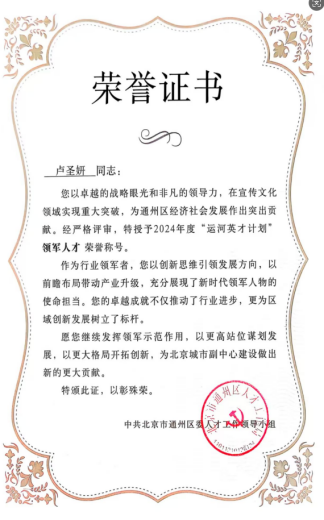 荣誉证书
卢圣妍 同志：
您以卓越的战略眼光和非凡的领导力，在宣传文化
领域实现重大突破，为通州区经济社会发展作出突出贡
献。经严格评审，特授予2024年度“运河英才计划”
领军人才 荣誉称号。
作为行业领军者，您以创新思维引领发展方向，以
前瞻布局带动产业升级，充分展现了新时代领军人物的
使命担当。您的卓越成就不仅推动了行业进步，更为区
域创新发展树立了标杆。
愿您继续发挥领军示范作用，以更高站位谋划发
展，以更大格局开拓创新，为北京城市副中心建设做出
新的更大贡献。
特颁此证，以彰殊荣。
中共北京市通州区委人才工作领导小组